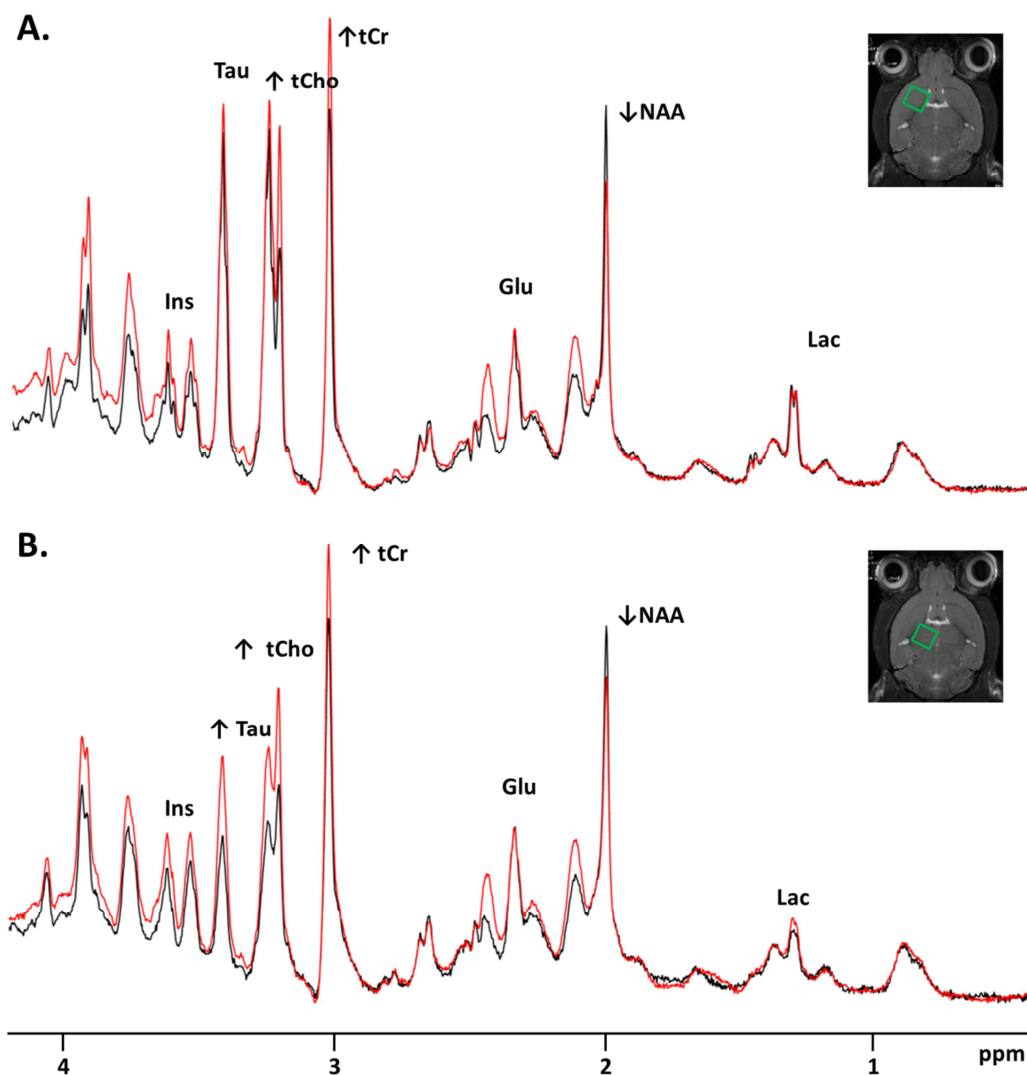 A.
↑tCr
Tau
↑ tCho
↓NAA
Ins
Glu
Lac
B.
↑ tCr
↓NAA
↑ tCho
↑ Tau
Ins
Glu
Lac
4 3 2 1 ppm